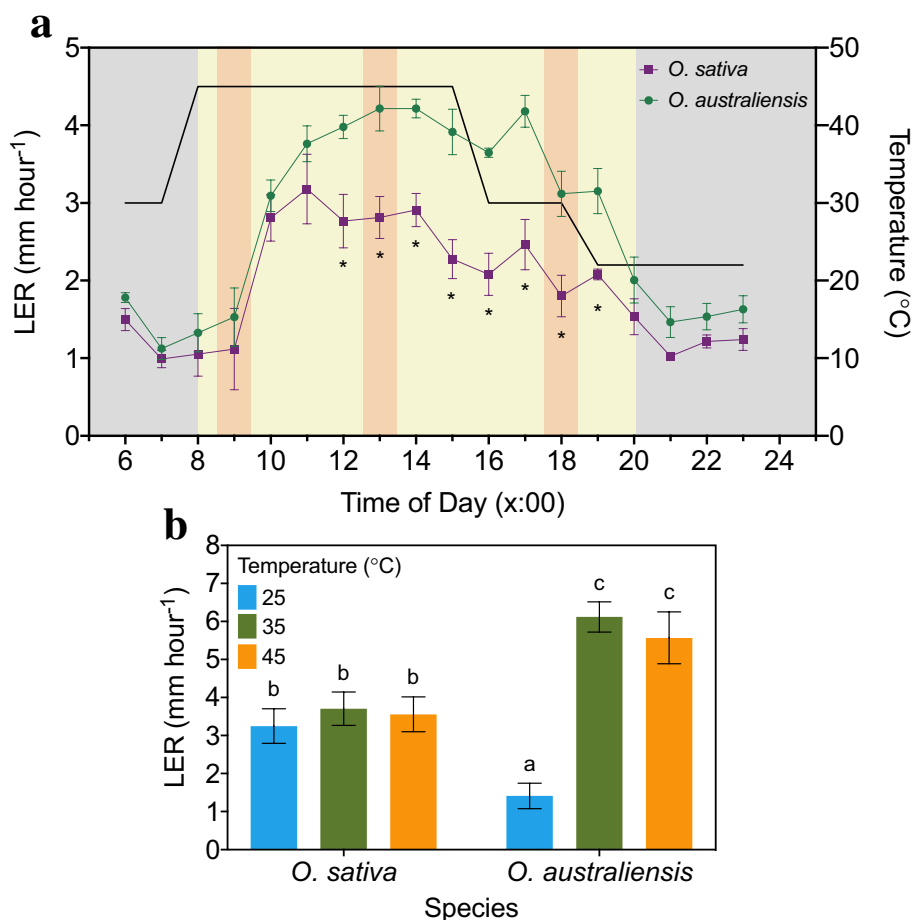 a
LER (mm hour-1)
5
4
3
2
1
0
O. sativa
O. australiensis
* * * * * * * *
50
40
30
20
10
0
Temperature (°C)
6 8 10 12 14 16 18 20 22 24
Time of Day (x:00)
b
LER (mm hour-1)
8
7
6
5
4
3
2
1
0
Temperature (°C)
25
35
45
b b b a c c
O. sativa O. australiensis
Species